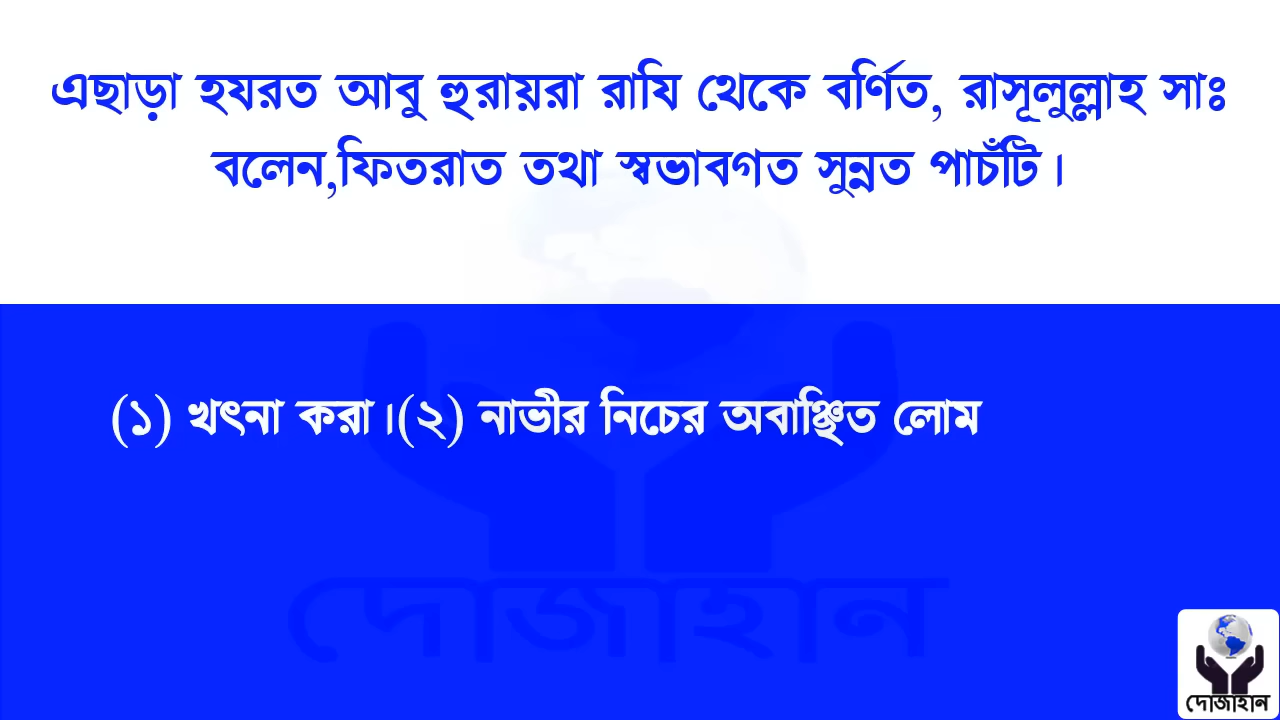 এছাড়া হযরত আবু হুরায়রা রাযি থেকে বর্ণিত, রাসূলুল্লাহ সাঃ
বলেন,ফিতরাত তথা স্বভাবগত সুন্নত পাচঁটি।
(১) খৎনা করা।(২) নাভীর নিচের অবাঞ্ছিত লোম
দোজাহান
দোজাহান